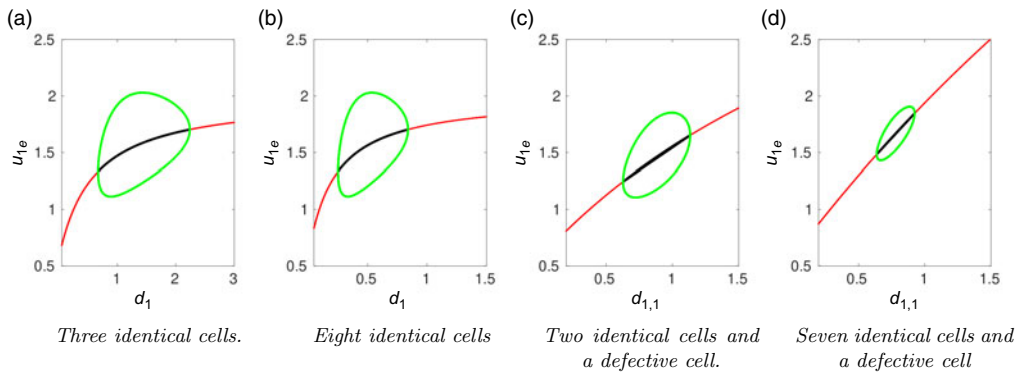 (a)
2.5
2
u1e
1.5
1
0.5
1
2
3
d1
Three identical cells.
(b)
2.5
2
u1e
1.5
1
0.5
0.5
1
1.5
d1
Eight identical cells
(c)
2.5
2
u1e
1.5
1
0.5
0.5
1
1.5
d1,1
Two identical cells and
a defective cell.
(d)
2.5
2
u1e
1.5
1
0.5
0.5
1
1.5
d1,1
Seven identical cells and
a defective cell